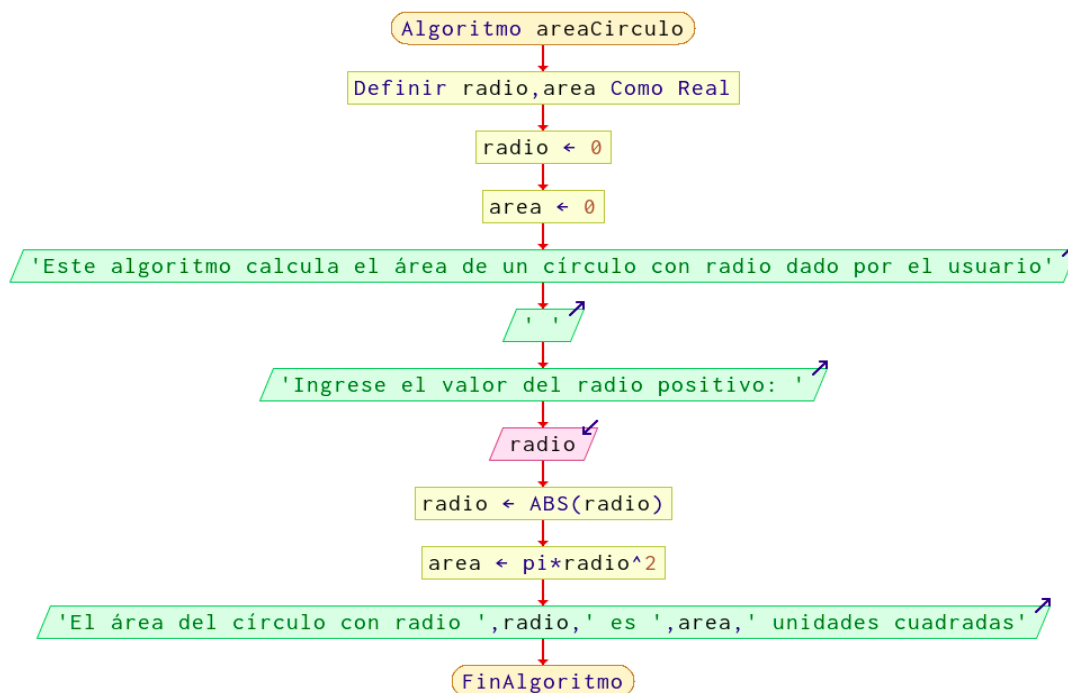 Algoritmo areaCirculo
Definir radio,area Como Real
radio ← 0
area ← 0
'Este algoritmo calcula el área de un círculo con radio dado por el usuario'
' '
'Ingrese el valor del radio positivo: '
radio
radio ← ABS(radio)
area ← pi*radio^2
'El área del círculo con radio ',radio,' es ',area,' unidades cuadradas'
FinAlgoritmo